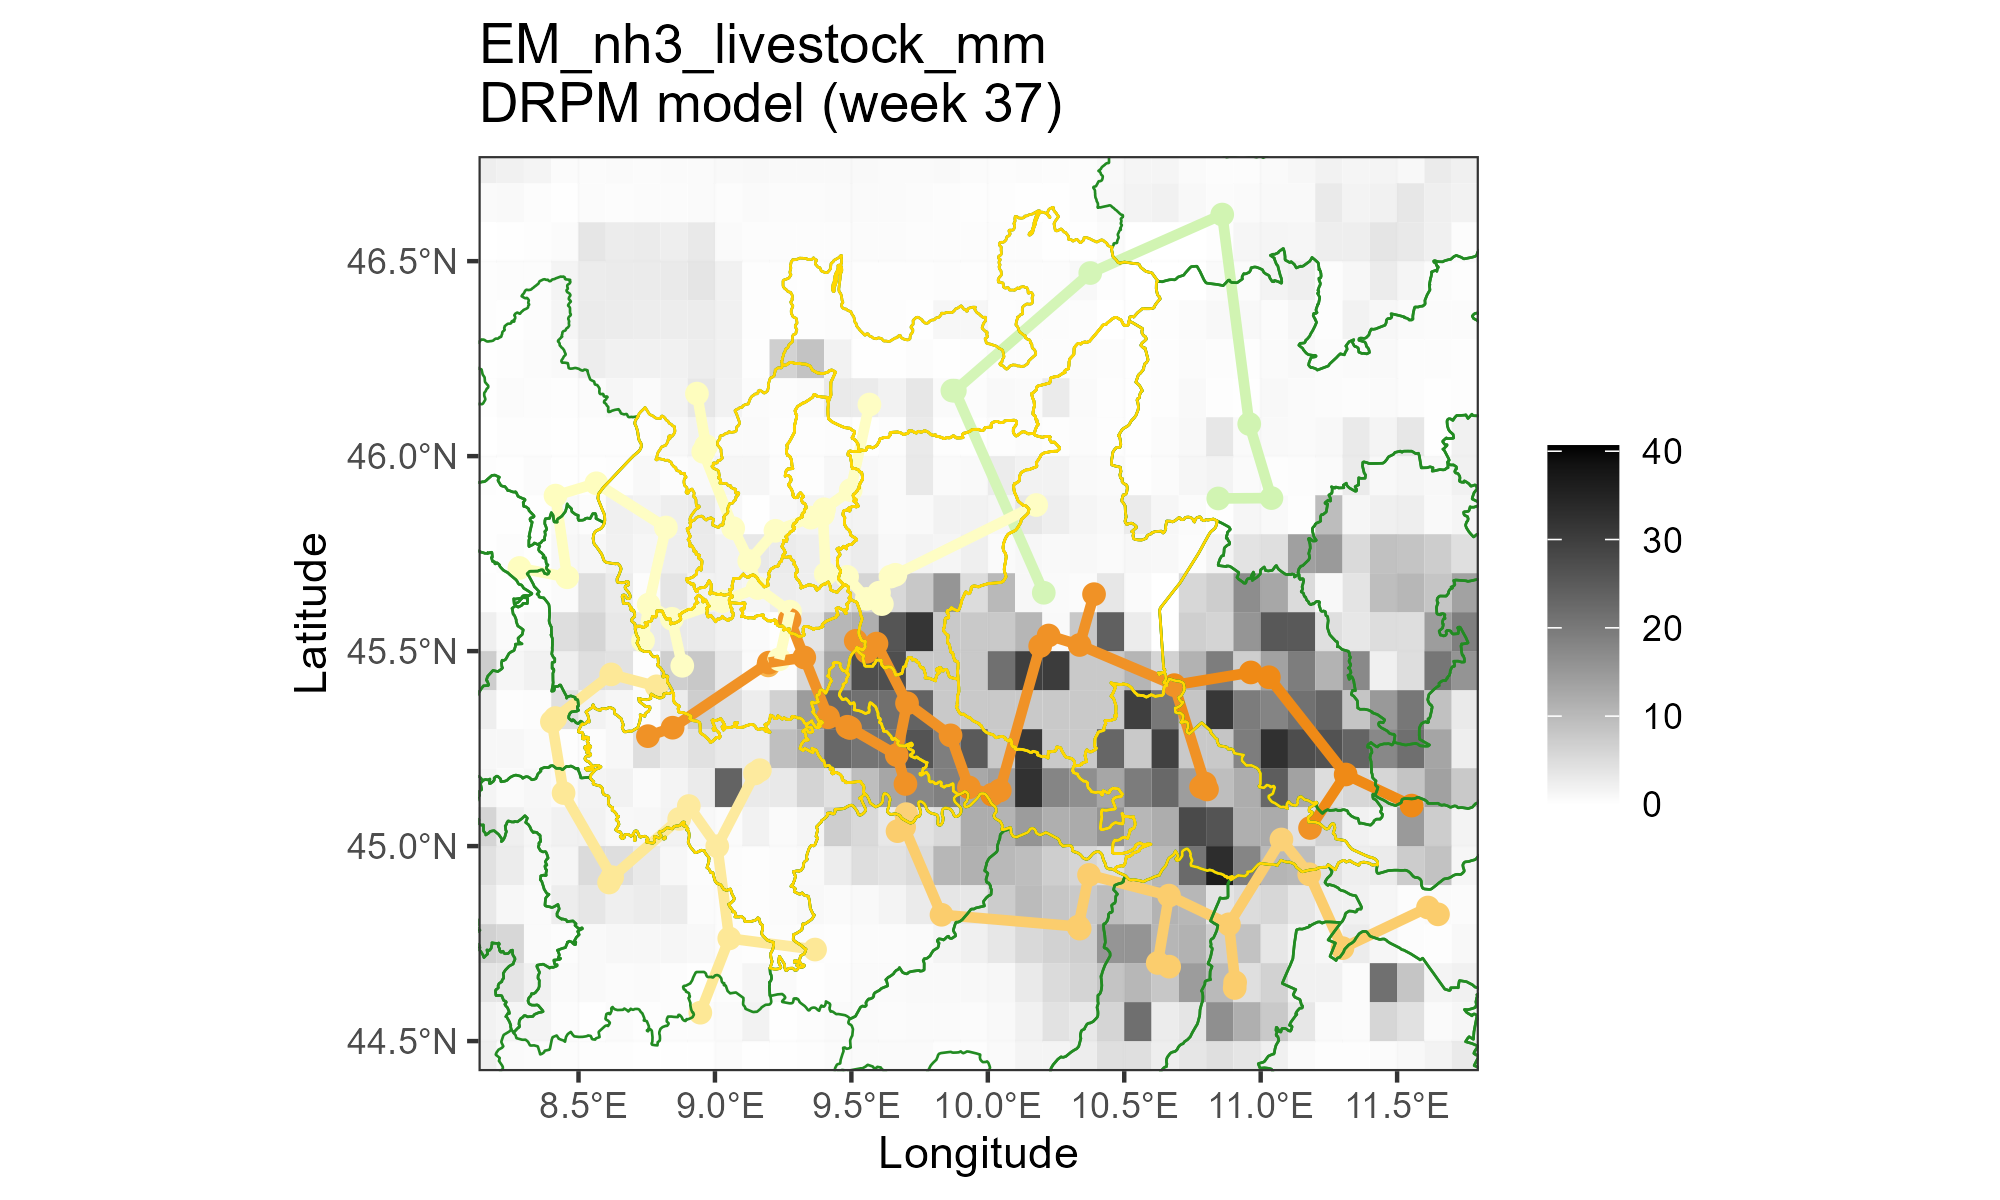 EM_nh3_livestock_mm
DRPM model (week 37)
46.5°N
46.0°N
45.5°N
45.0°N
44.5°N
Latitude
8.5°E 9.0°E 9.5°E 10.0°E 10.5°E 11.0°E 11.5°E
Longitude
40
30
20
10
0